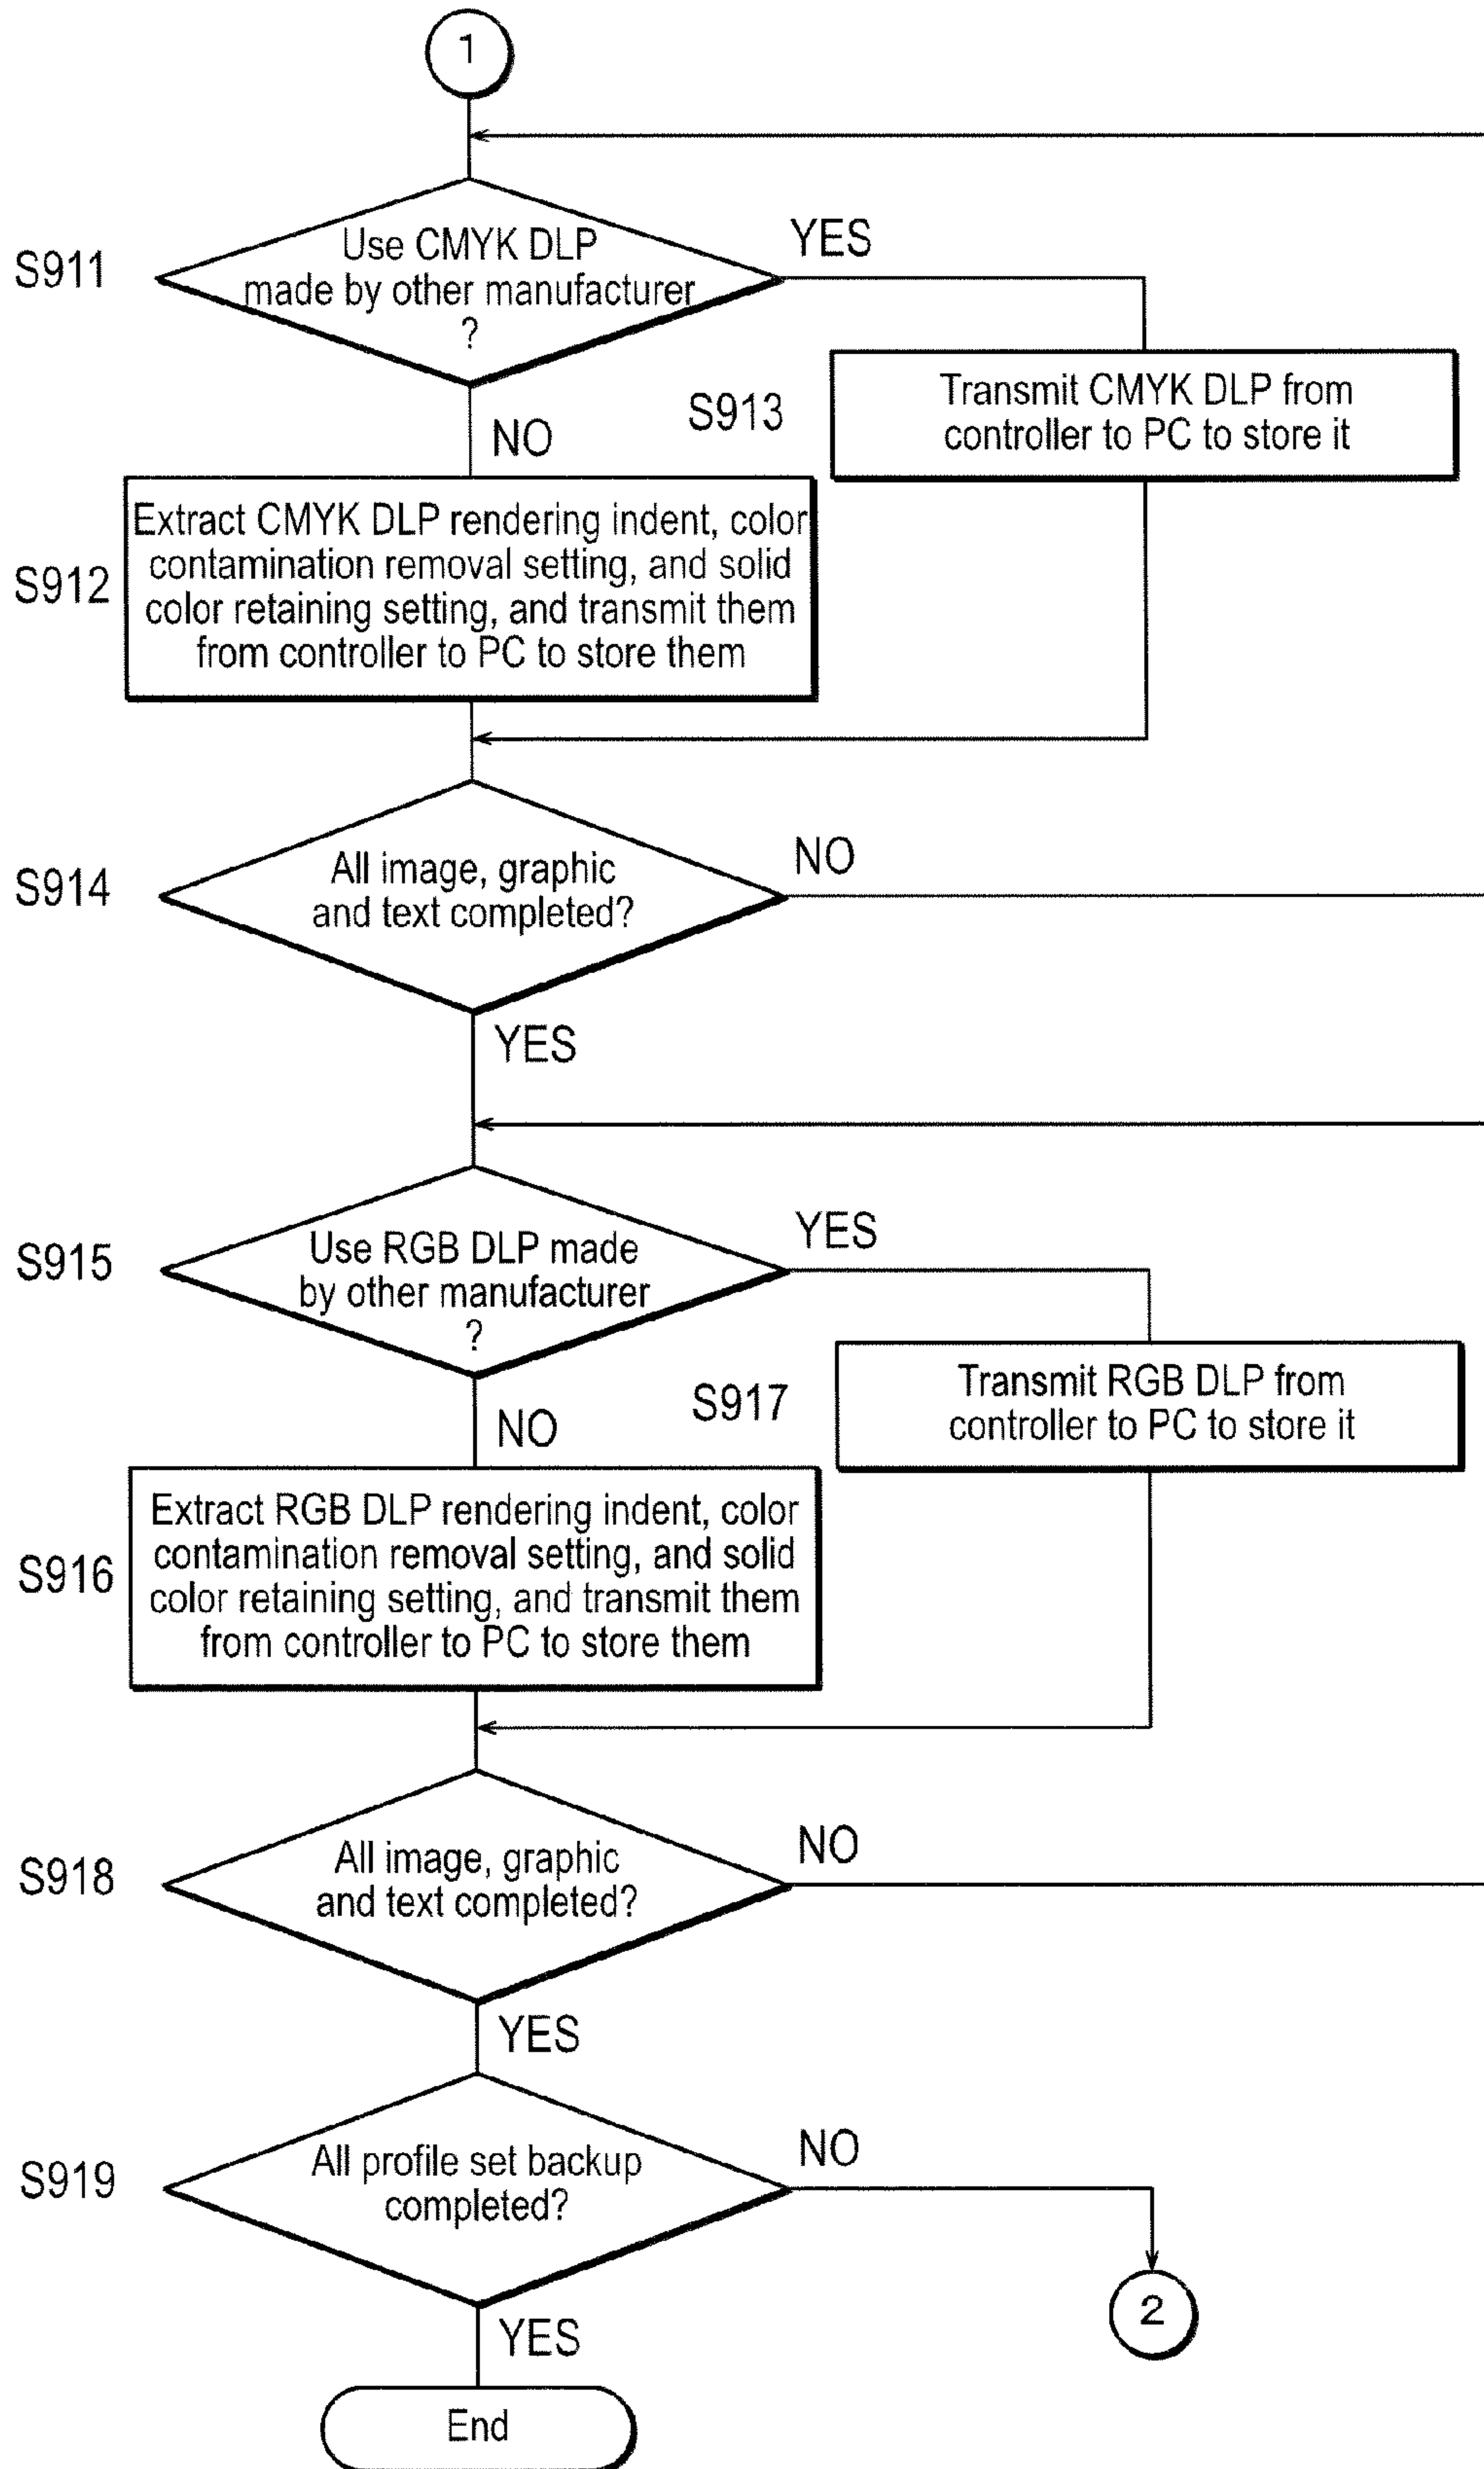 1
S911
Use CMYK DLP
made by other manufacturer
?
YES
NO
S913
Transmit CMYK DLP from
controller to PC to store it
S912
Extract CMYK DLP rendering indent, color
contamination removal setting, and solid
color retaining setting, and transmit them
from controller to PC to store them
S914
All image, graphic
and text completed?
NO
YES
S915
Use RGB DLP made
by other manufacturer
?
YES
NO
S917
Transmit RGB DLP from
controller to PC to store it
S916
Extract RGB DLP rendering indent, color
contamination removal setting, and solid
color retaining setting, and transmit them
from controller to PC to store them
S918
All image, graphic
and text completed?
NO
YES
S919
All profile set backup
completed?
NO
2
YES
End